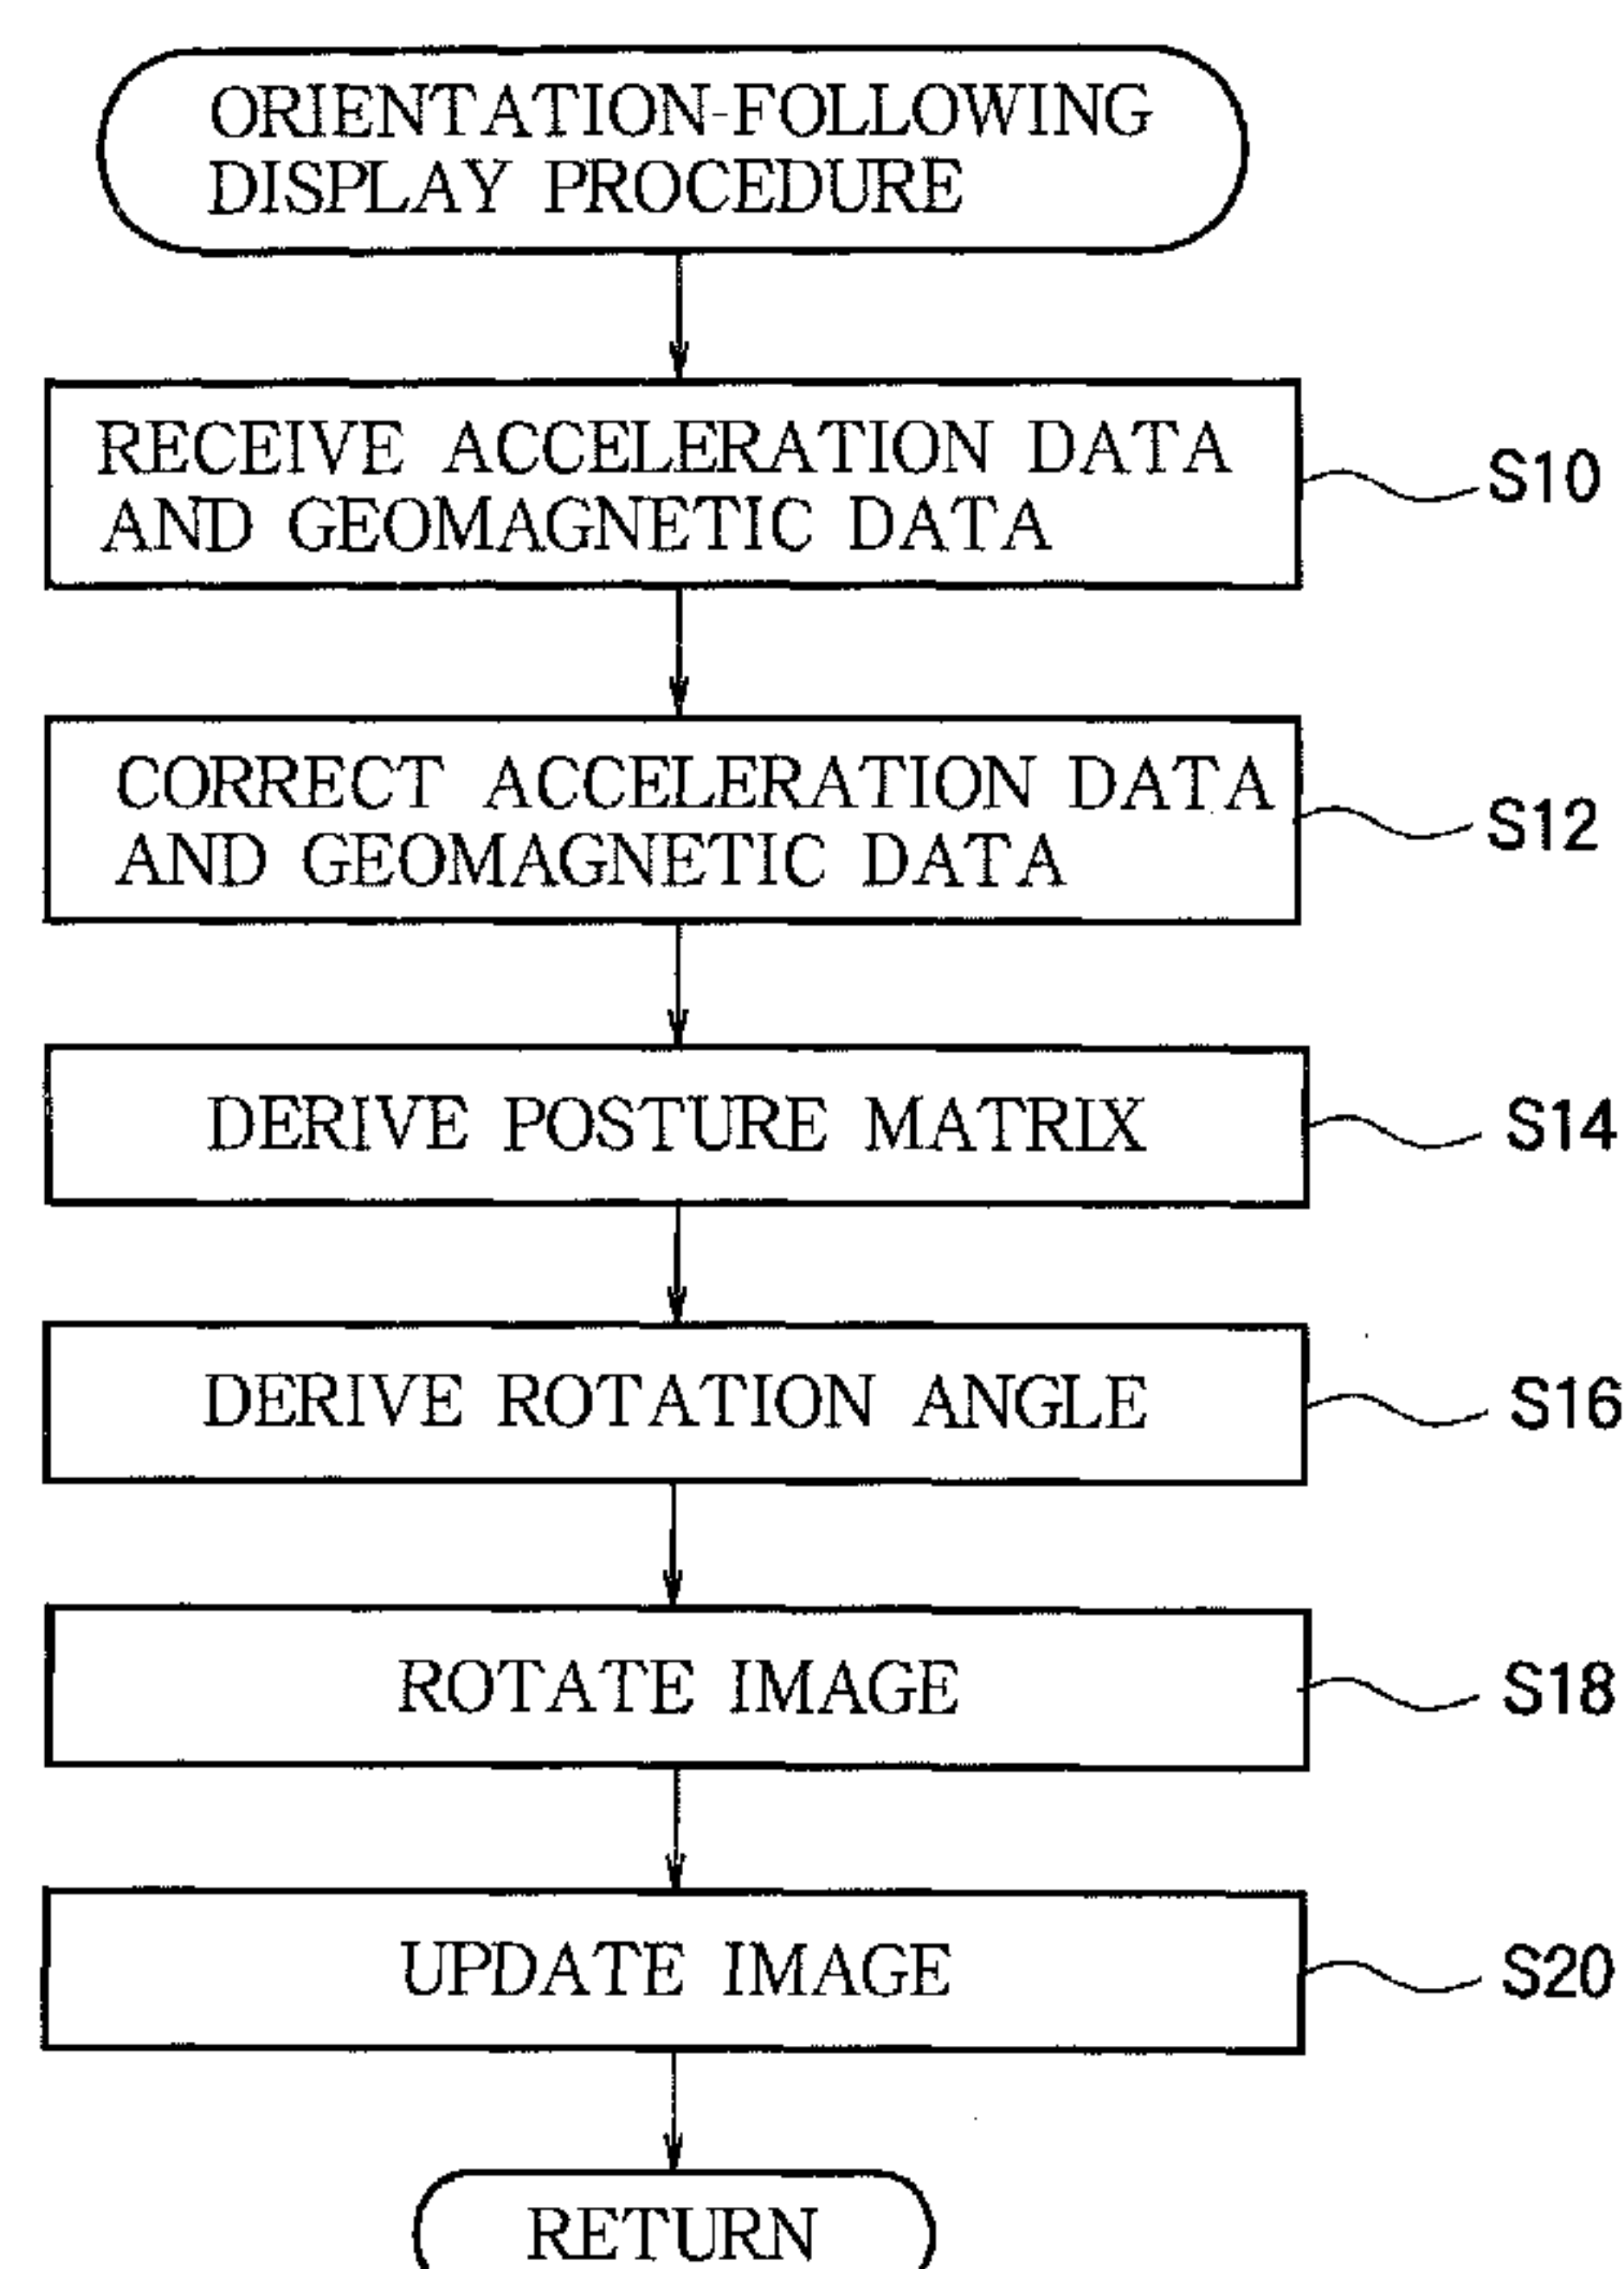 ORIENTATION-FOLLOWING
DISPLAY PROCEDURE
RECEIVE ACCELERATION DATA
AND GEOMAGNETIC DATA
S10
CORRECT ACCELERATION DATA
AND GEOMAGNETIC DATA
S12
DERIVE POSTURE MATRIX
S14
DERIVE ROTATION ANGLE
S16
ROTATE IMAGE
S18
UPDATE IMAGE
S20
RETURN